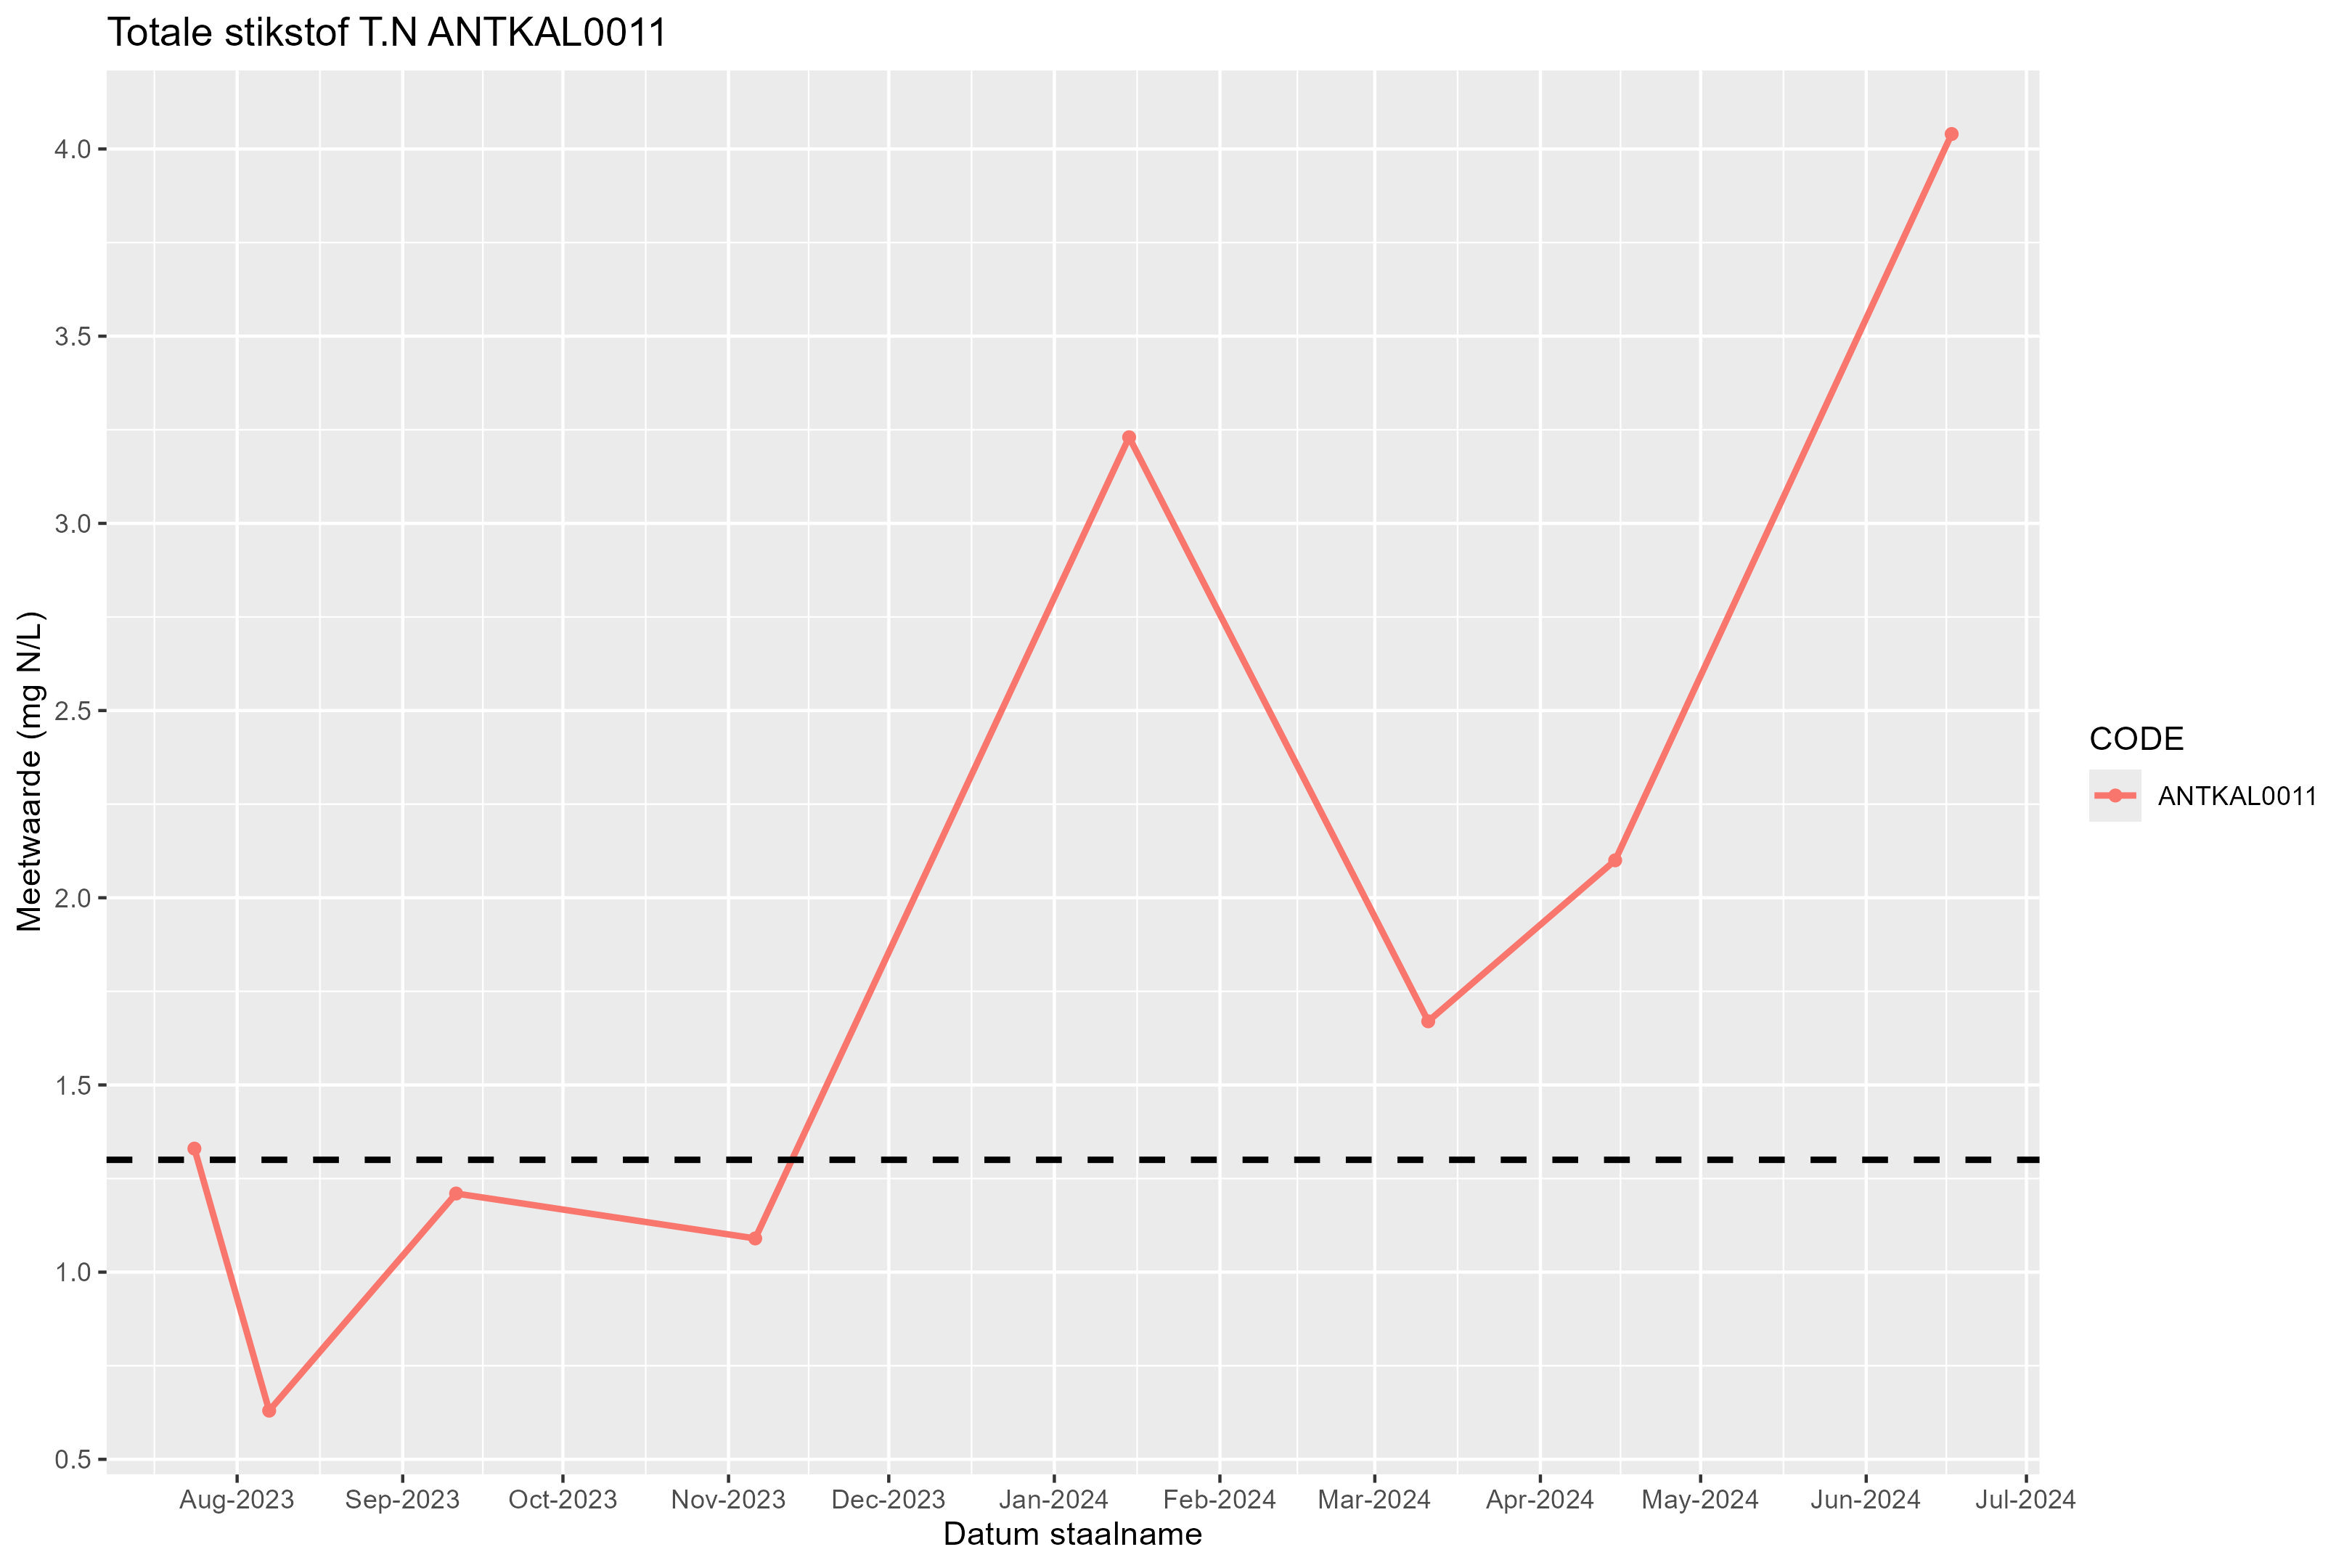 Totale stikstof T.N ANTKAL0011
Meetwaarde (mg N/L)
4.0
3.5
3.0
2.5
2.0
1.5
1.0
0.5
Aug-2023 Sep-2023 Oct-2023 Nov-2023 Dec-2023 Jan-2024 Feb-2024 Mar-2024 Apr-2024 May-2024 Jun-2024 Jul-2024
Datum staalname
CODE
ANTKAL0011